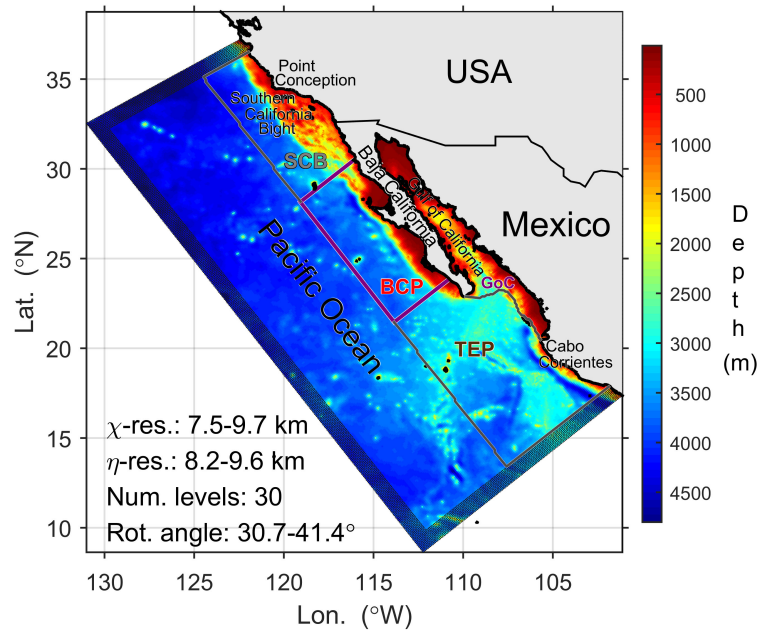 USA
Point
Conception
Southern
California
Bight
SCB
Baja California
Gulf of California
Mexico
Pacific Ocean
BCP
GoC
TEP
Cabo
Corrientes
χ-res.: 7.5-9.7 km
η-res.: 8.2-9.6 km
Num. levels: 30
Rot. angle: 30.7-41.4°
35
30
25
20
15
10
Lat. (°N)
130
125
120
115
110
105
Lon. (°W)
500
1000
1500
2000
2500
3000
3500
4000
4500
Depth
(m)